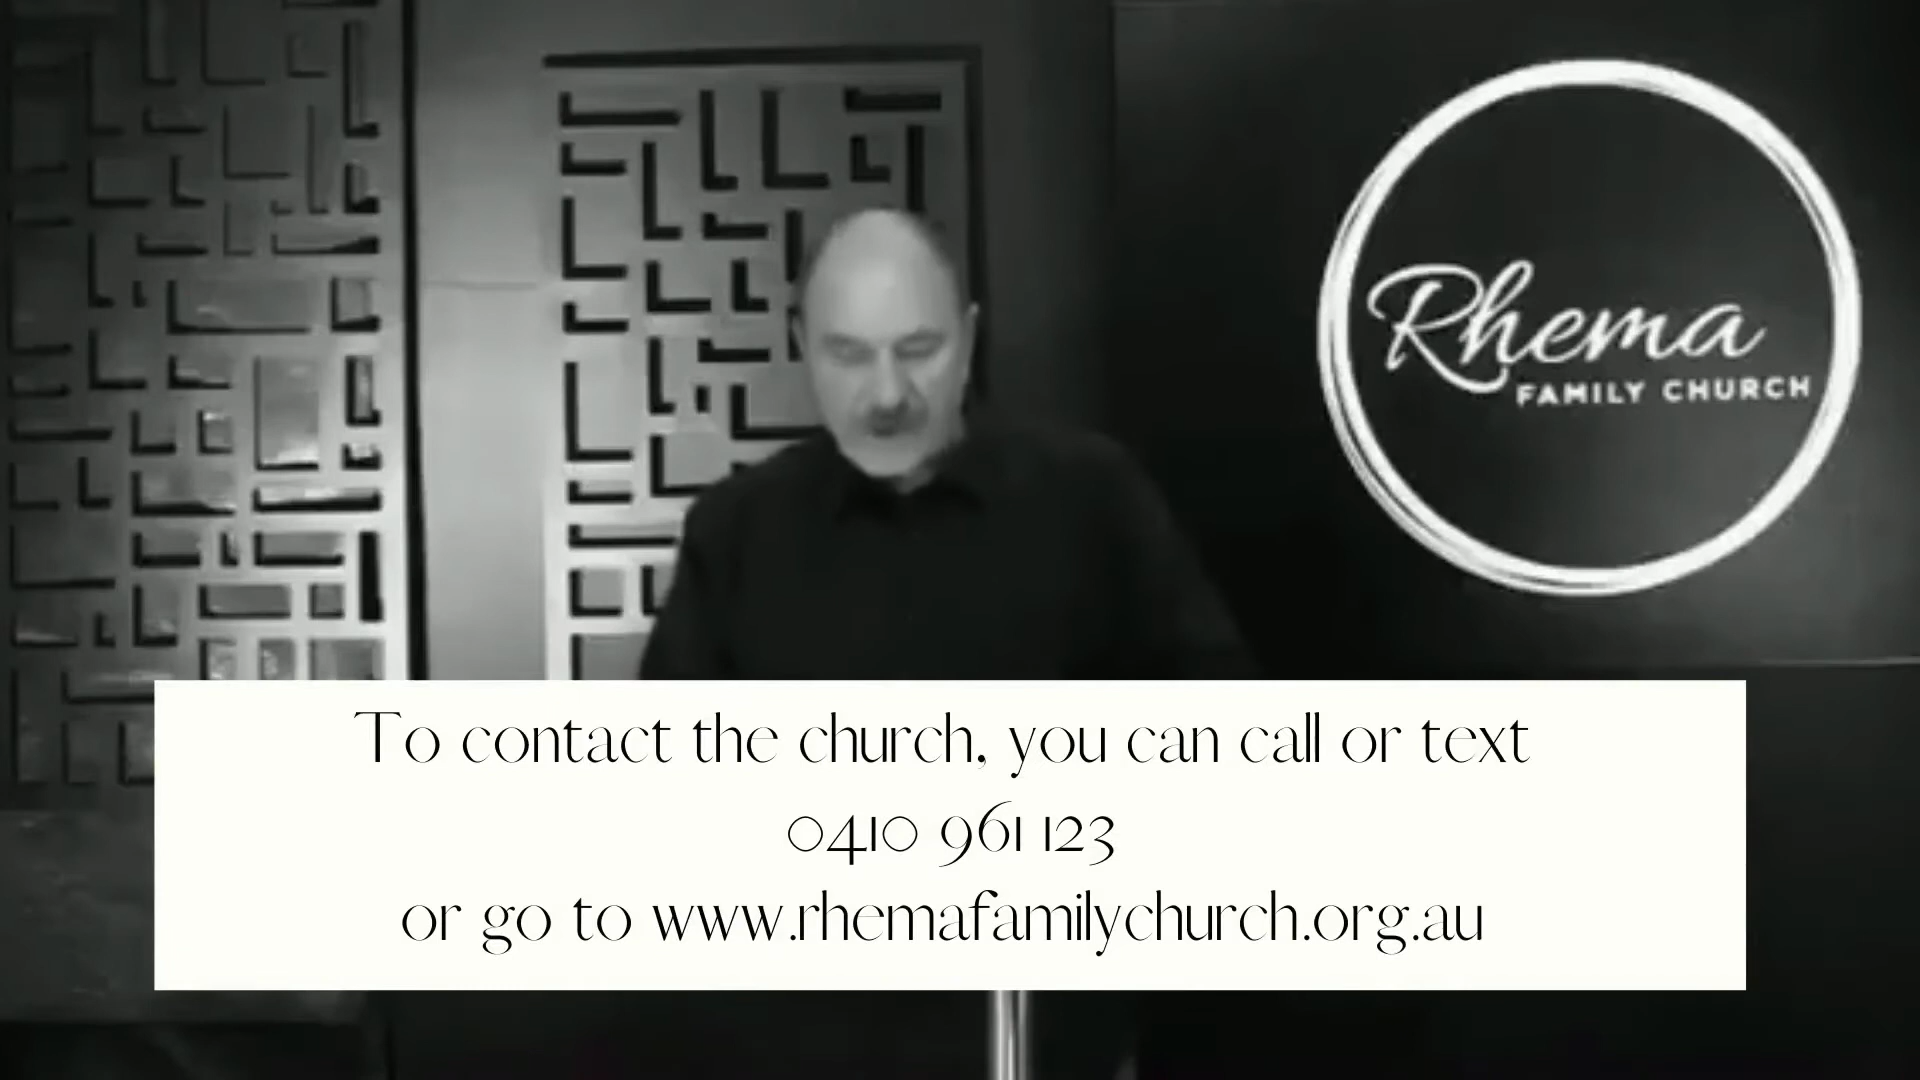 Rhema
FAMILY CHURCH
To contact the church, you can call or text
0410 961 123
or go to www.rhemafamilychurch.org.au